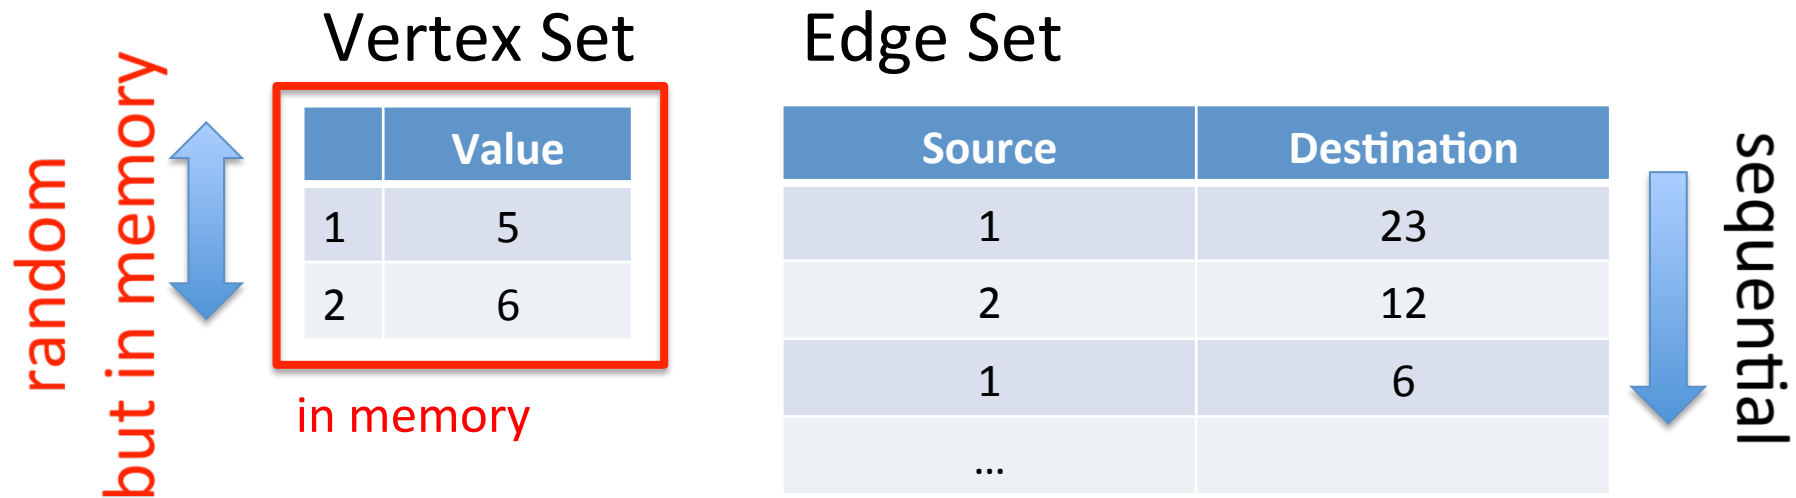 random
but in memory
Vertex Set
Value
1 5
2 6
in memory
Edge Set
Source Destination
1 23
2 12
1 6
...
sequential